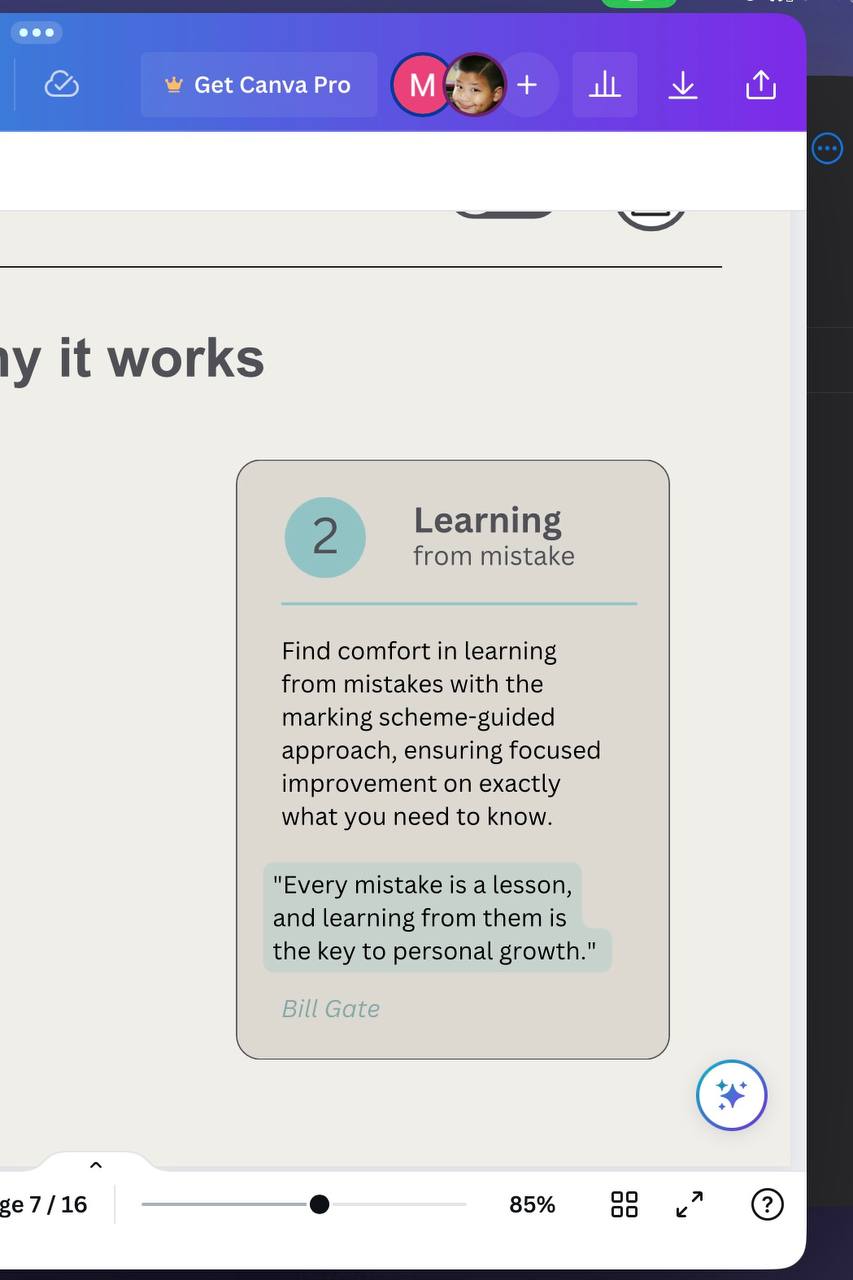 Get Canva Pro
M
+
hy it works
2
Learning
from mistake
Find comfort in learning
from mistakes with the
marking scheme-guided
approach, ensuring focused
improvement on exactly
what you need to know.
"Every mistake is a lesson,
and learning from them is
the key to personal growth."
Bill Gate
ge 7 / 16
85%
?